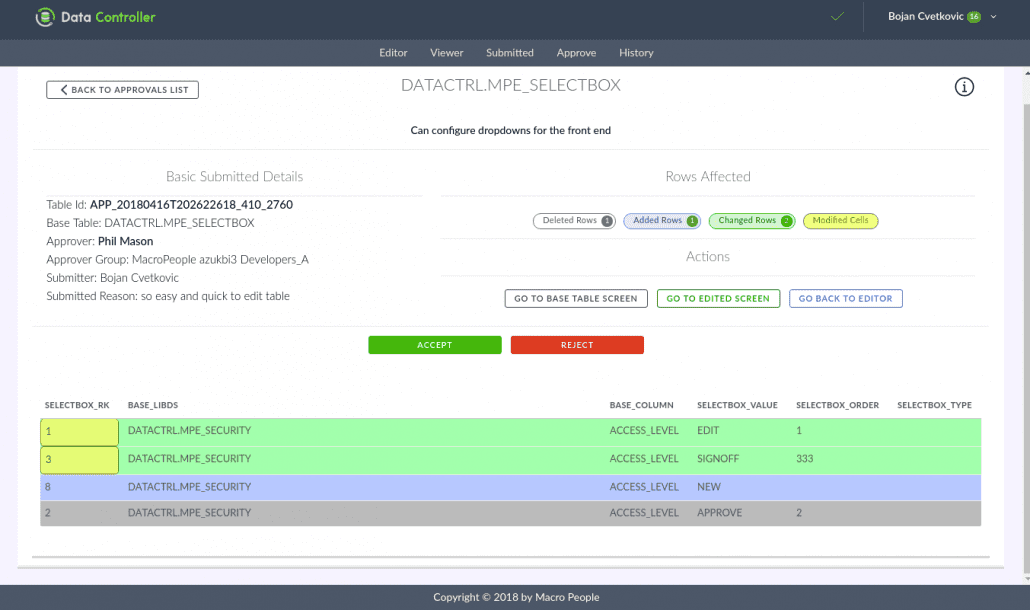 Data Controller
Bojan Cvetkovic 16
Editor Viewer Submitted Approve History
BACK TO APPROVALS LIST
DATACTRL.MPE_SELECTBOX
Can configure dropdowns for the front end
Basic Submitted Details
Table Id: APP_20180416T202622618_410_2760
Base Table: DATACTRL.MPE_SELECTBOX
Approver: Phil Mason
Approver Group: MacroPeople azukbi3 Developers_A
Submitter: Bojan Cvetkovic
Submitted Reason: so easy and quick to edit table
Rows Affected
Deleted Rows 1 Added Rows 1 Changed Rows 2 Modified Cells
Actions
GO TO BASE TABLE SCREEN GO TO EDITED SCREEN GO BACK TO EDITOR
ACCEPT REJECT
SELECTBOX_RK BASE_LIBDS BASE_COLUMN SELECTBOX_VALUE SELECTBOX_ORDER SELECTBOX_TYPE
1 DATACTRL.MPE_SECURITY ACCESS_LEVEL EDIT 1
3 DATACTRL.MPE_SECURITY ACCESS_LEVEL SIGNOFF 333
8 DATACTRL.MPE_SECURITY ACCESS_LEVEL NEW
2 DATACTRL.MPE_SECURITY ACCESS_LEVEL APPROVE 2
Copyright © 2018 by Macro People